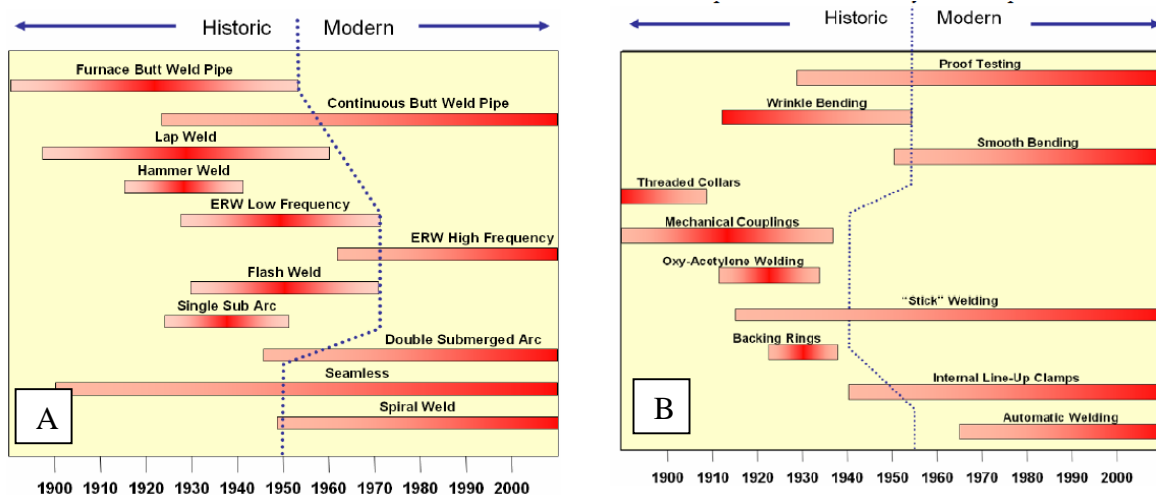 Historic Modern
Furnace Butt Weld Pipe
Continuous Butt Weld Pipe
Lap Weld
Hammer Weld
ERW Low Frequency
ERW High Frequency
Flash Weld
Single Sub Arc
Double Submerged Arc
Seamless
Spiral Weld
A
1900 1910 1920 1930 1940 1950 1960 1970 1980 1990 2000
Historic Modern
Proof Testing
Wrinkle Bending
Smooth Bending
Threaded Collars
Mechanical Couplings
Oxy-Acetylene Welding
"Stick" Welding
Backing Rings
Internal Line-Up Clamps
Automatic Welding
B
1900 1910 1920 1930 1940 1950 1960 1970 1980 1990 2000